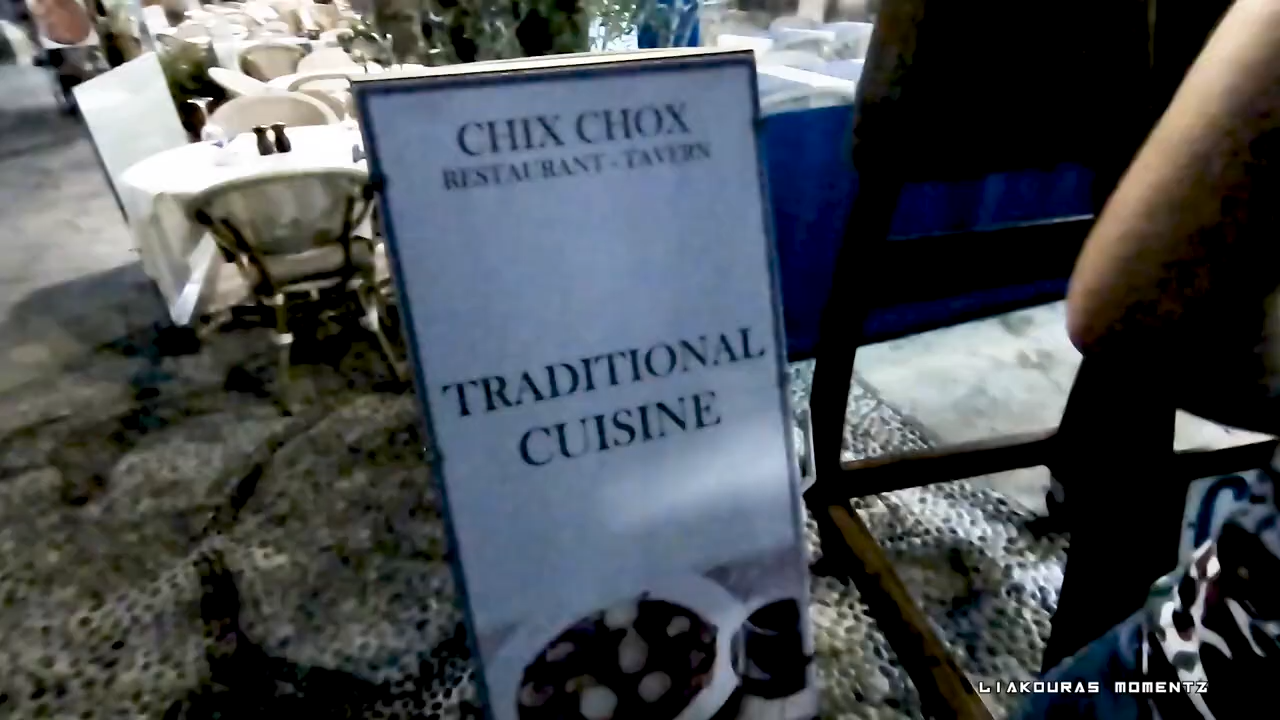 CHIX CHOX
RESTAURANT - TAVERN
TRADITIONAL
CUISINE
LIAKOURAS MOMENTZ